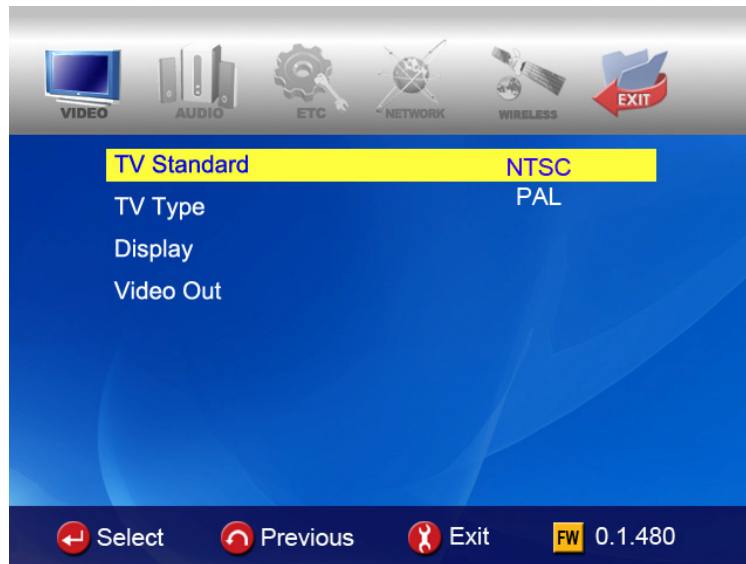 VIDEO AUDIO ETC NETWORK WIRELESS EXIT
TV Standard NTSC
TV Type PAL
Display
Video Out
Select Previous Exit FW 0.1.480